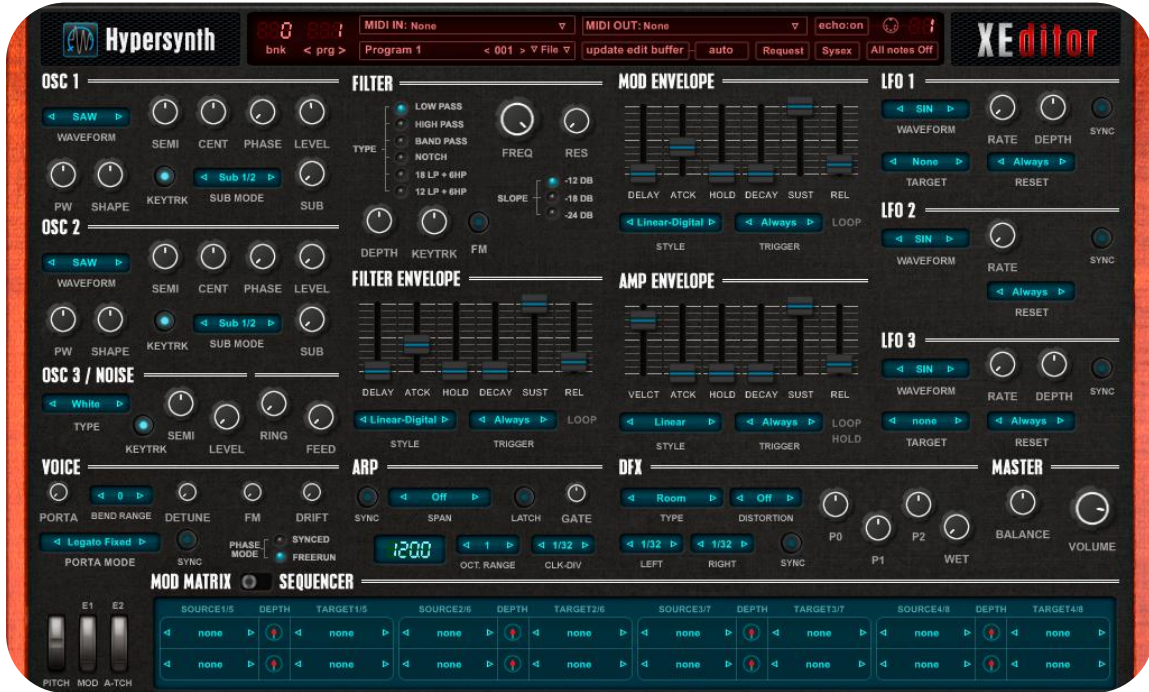 Hypersynth
0 1
bnk < prg >
MIDI IN: None
MIDI OUT: None
echo:on
1
Program 1 < 001 > File
update edit buffer auto Request Sysex All notes Off
XEditor
OSC 1
SAW
WAVEFORM SEMI CENT PHASE LEVEL
PW SHAPE KEYTRK
Sub 1/2
SUB MODE SUB
OSC 2
SAW
WAVEFORM SEMI CENT PHASE LEVEL
PW SHAPE KEYTRK
Sub 1/2
SUB MODE SUB
OSC 3 / NOISE
White
TYPE KEYTRK SEMI LEVEL RING FEED
FILTER
TYPE
LOW PASS
HIGH PASS
BAND PASS
NOTCH
18 LP + 6HP
12 LP + 6HP
FREQ RES
SLOPE
-12 DB
-18 DB
-24 DB
DEPTH KEYTRK FM
FILTER ENVELOPE
DELAY ATCK HOLD DECAY SUST REL
Linear-Digital Always LOOP
STYLE TRIGGER
MOD ENVELOPE
DELAY ATCK HOLD DECAY SUST REL
Linear-Digital Always LOOP
STYLE TRIGGER
AMP ENVELOPE
VELCT ATCK HOLD DECAY SUST REL
Linear Always LOOP
HOLD
STYLE TRIGGER
LFO 1
SIN
WAVEFORM RATE DEPTH SYNC
None Always
TARGET RESET
LFO 2
SIN
WAVEFORM RATE SYNC
Always
RESET
LFO 3
SIN
WAVEFORM RATE DEPTH SYNC
none Always
TARGET RESET
VOICE
0
PORTA BEND RANGE DETUNE FM DRIFT
Legato Fixed
PORTA MODE SYNC
PHASE MODE
SYNCED
FREERUN
ARP
Off
SYNC SPAN LATCH GATE
120.0 1 1/32
OCT. RANGE CLK-DIV
DFX
Room Off
TYPE DISTORTION P0 P1 P2 WET
1/32 1/32
LEFT RIGHT SYNC
MASTER
BALANCE VOLUME
MOD MATRIX SEQUENCER
E1 E2
PITCH MOD A-TCH
SOURCE1/5 DEPTH TARGET1/5 SOURCE2/6 DEPTH TARGET2/6 SOURCE3/7 DEPTH TARGET3/7 SOURCE4/8 DEPTH TARGET4/8
none none none none none none none none
none none none none none none none none